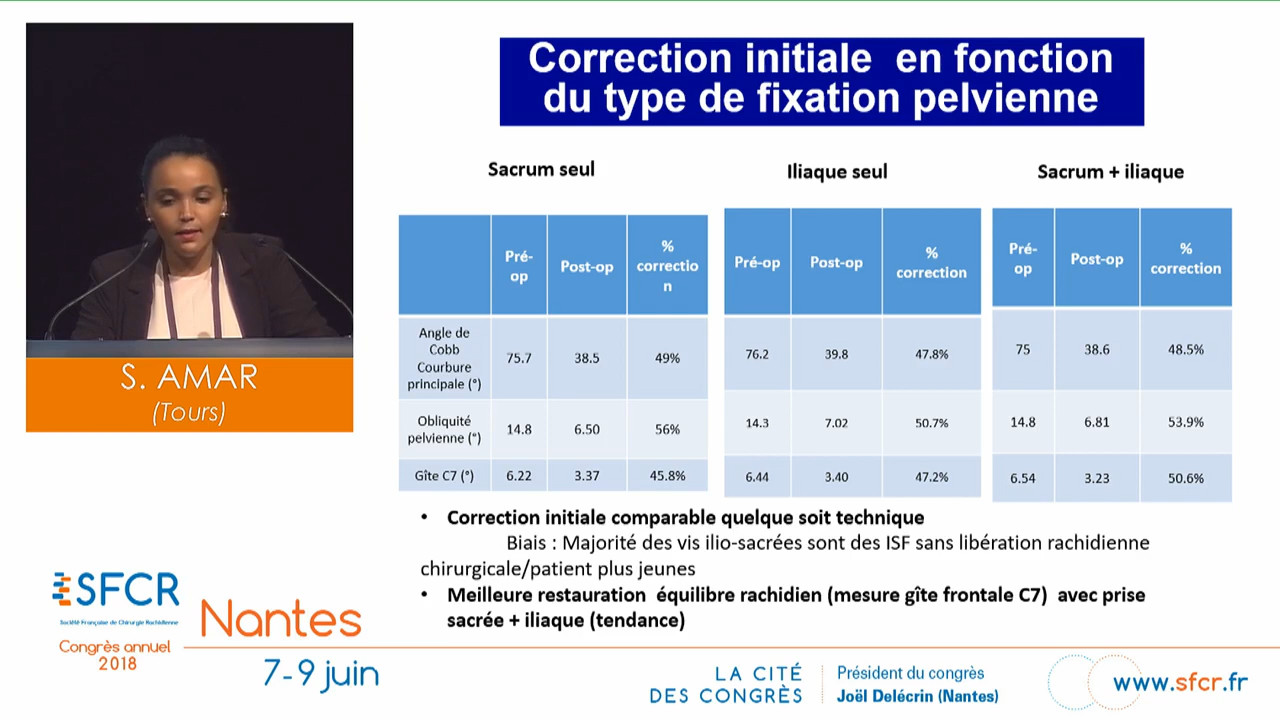 Correction initiale en fonction
du type de fixation pelvienne
Sacrum seul
Pré-
op
Post-op
%
correctio
n
Angle de
Cobb
Courbure
principale (°)
75.7
38.5
49%
Obliquité
pelvienne (°)
14.8
6.50
56%
Gîte C7 (°)
6.22
3.37
45.8%
Iliaque seul
Pré-op
Post-op
%
correction
76.2
39.8
47.8%
14.3
7.02
50.7%
6.44
3.40
47.2%
Sacrum + iliaque
Pré-
op
Post-op
%
correction
75
38.6
48.5%
14.8
6.81
53.9%
6.54
3.23
50.6%
• Correction initiale comparable quelque soit technique
Biais : Majorité des vis ilio-sacrées sont des ISF sans libération rachidienne
chirurgicale/patient plus jeunes
• Meilleure restauration équilibre rachidien (mesure gîte frontale C7) avec prise
sacrée + iliaque (tendance)
S. AMAR
(Tours)
SFCR
Société Française de Chirurgie Rachidienne
Congrès annuel
2018
Nantes
7-9 juin
LA CITÉ
DES CONGRÈS
Président du congrès
Joël Delécrin (Nantes)
www.sfcr.fr